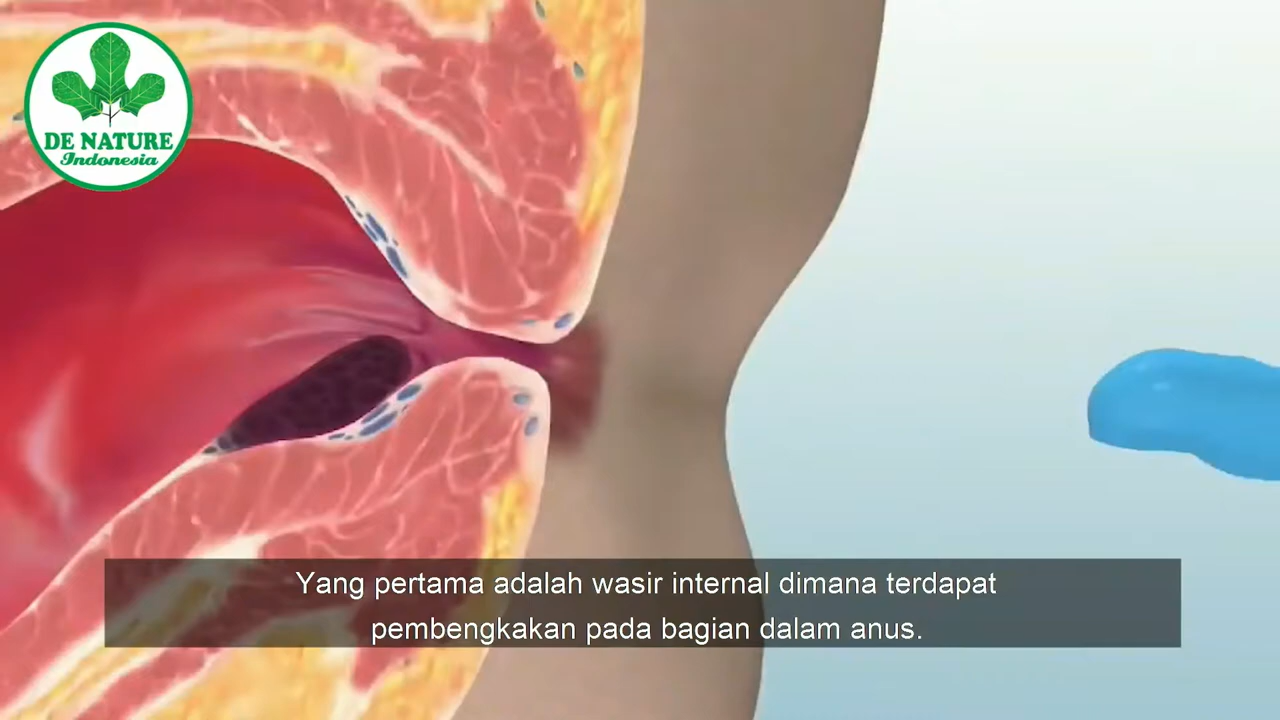 DE NATURE
Indonesia
Yang pertama adalah wasir internal dimana terdapat
pembengkakan pada bagian dalam anus.